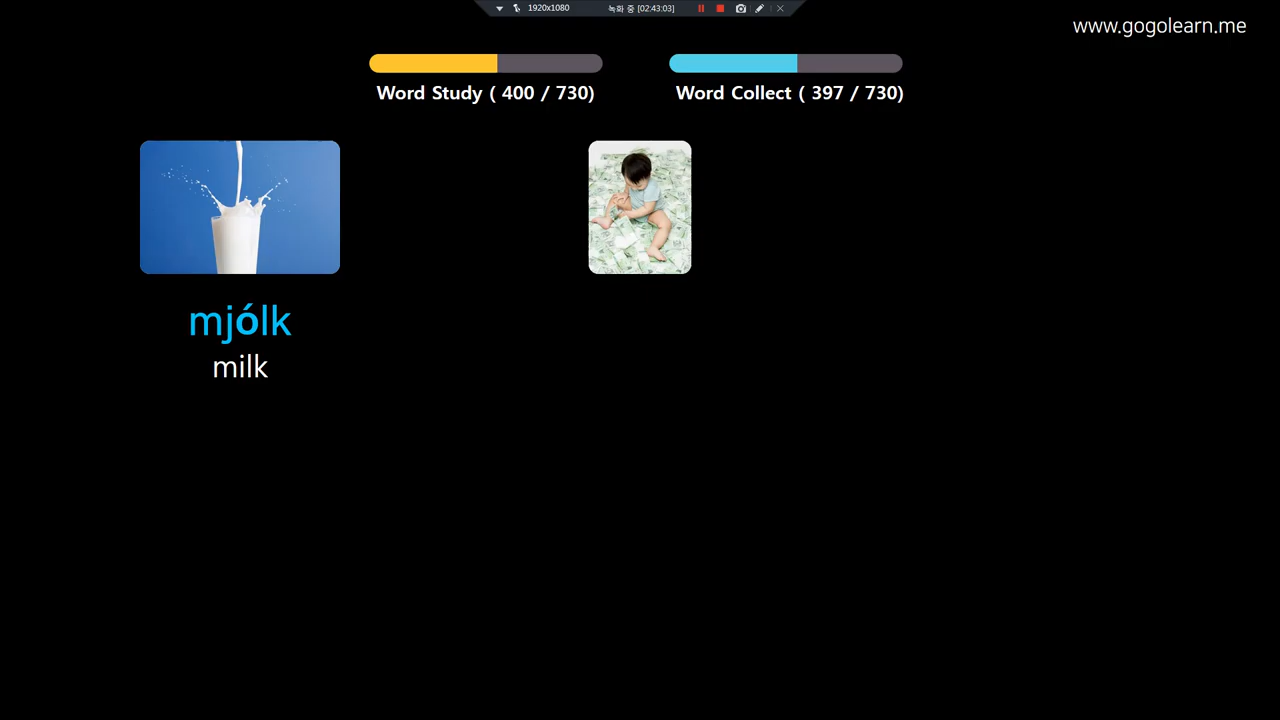 1920x1080
녹화 중 [02:43:03]
www.gogolearn.me
Word Study ( 400 / 730)
Word Collect ( 397 / 730)
mjólk
milk